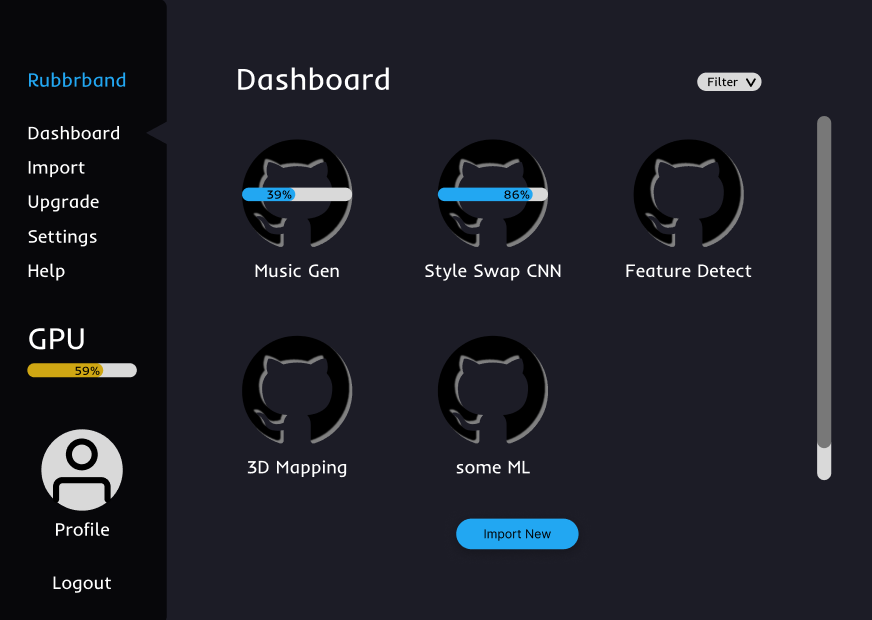 Rubbrband
Dashboard
Import
Upgrade
Settings
Help
GPU
59%
Profile
Logout
Dashboard
Filter
39%
86%
Music Gen
Style Swap CNN
Feature Detect
3D Mapping
some ML
Import New